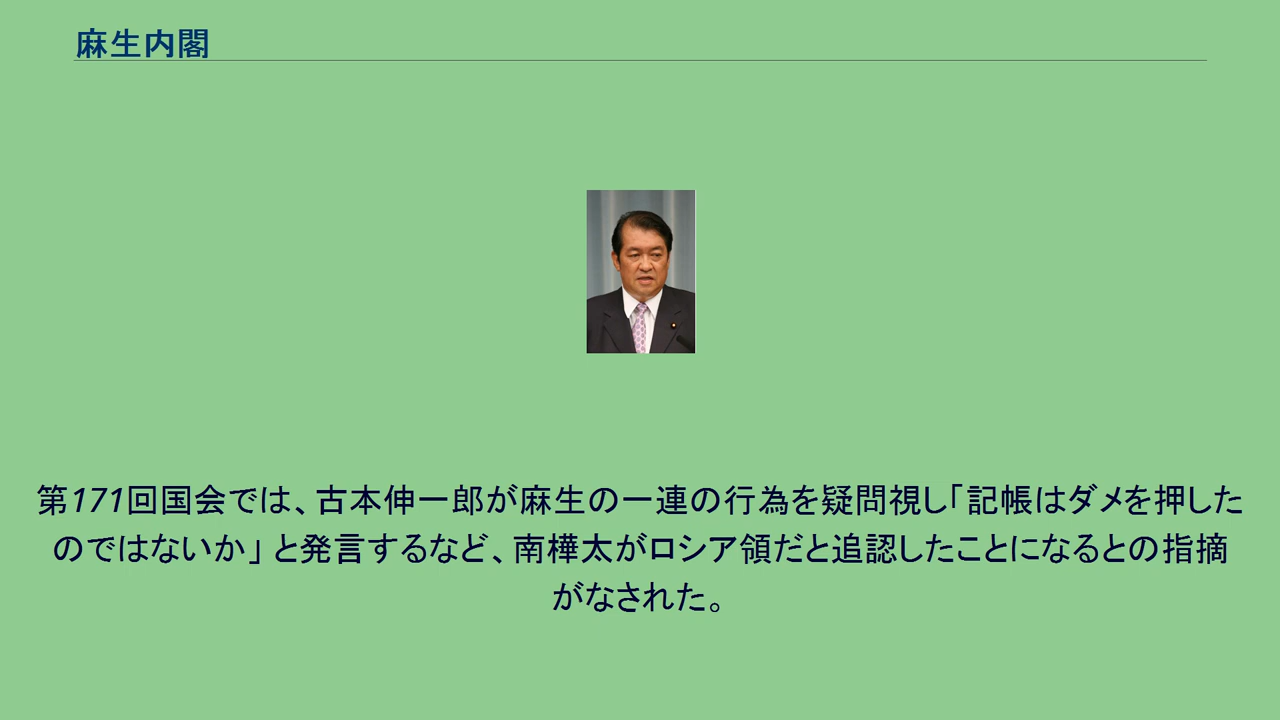 麻生内閣
第171回国会では、古本伸一郎が麻生の一連の行為を疑問視し「記帳はダメを押した
のではないか」と発言するなど、南樺太がロシア領だと追認したことになるとの指摘
がなされた。